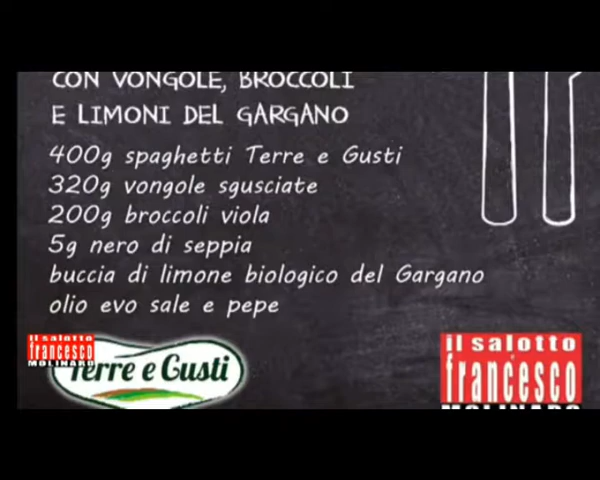 CON VONGOLE, BROCCOLI
E LIMONI DEL GARGANO
400g spaghetti Terre e Gusti
320g vongole sgusciate
200g broccoli viola
5g nero di seppia
buccia di limone biologico del Gargano
olio evo sale e pepe
il salotto
francesco
MOLINARO
Terre e Gusti
il salotto
francesco
MOLINARO